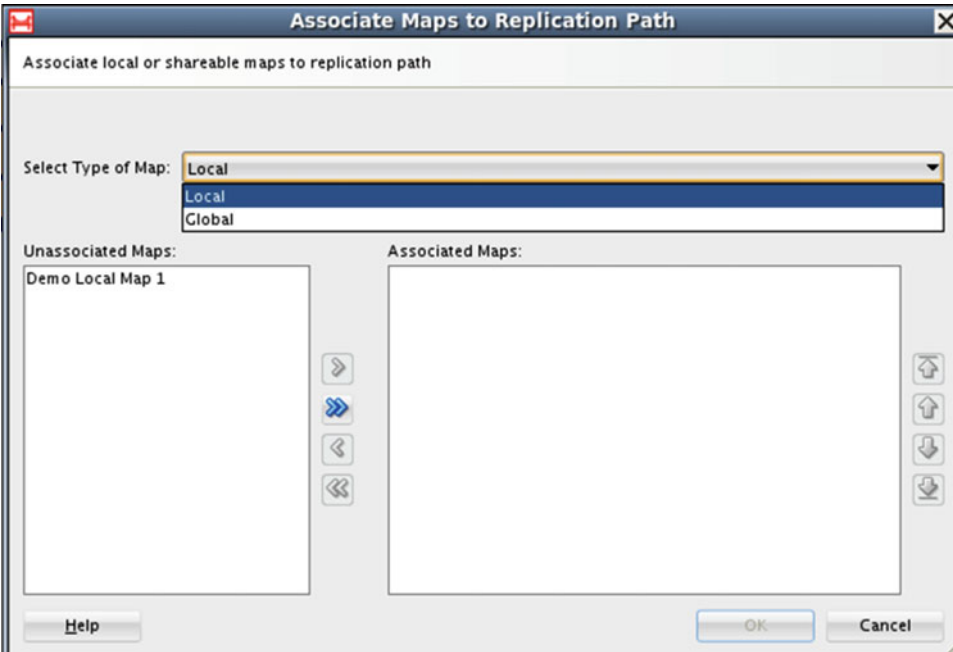 Associate Maps to Replication Path
Associate local or shareable maps to replication path
Select Type of Map: Local
Local
Global
Unassociated Maps: Associated Maps:
Demo Local Map 1
Help OK Cancel